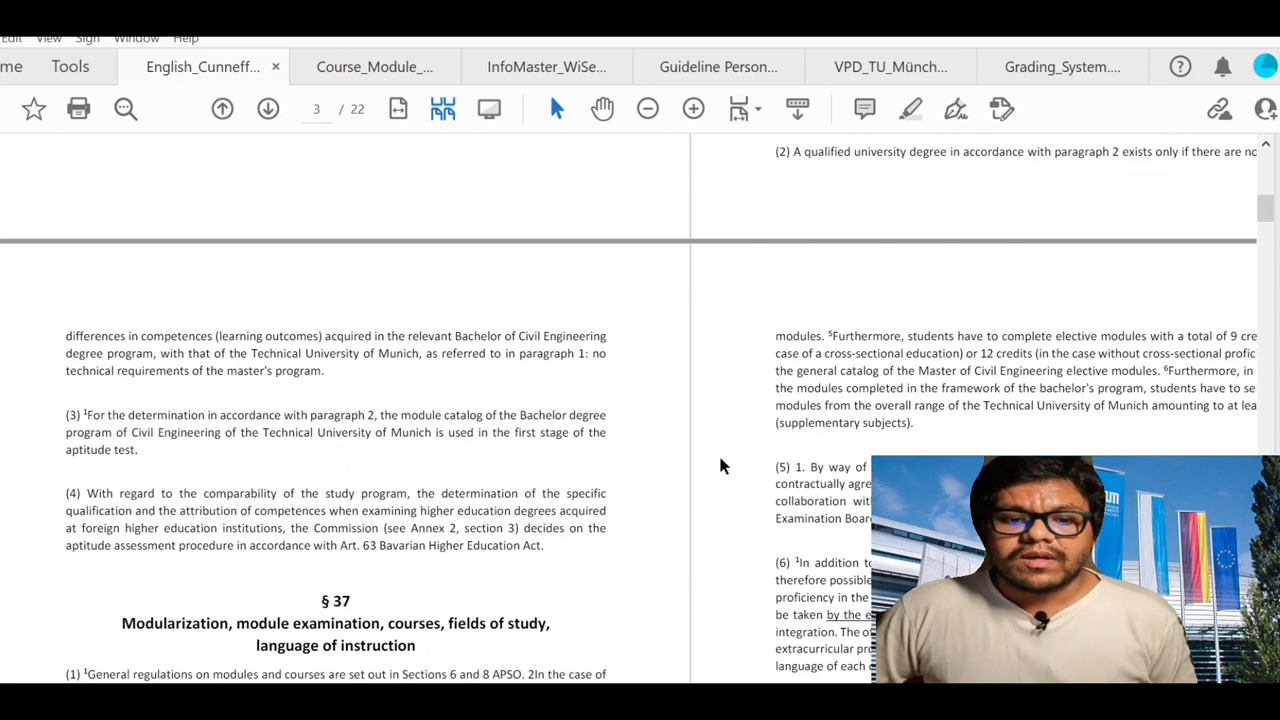 Edit View Sign Window Help
me Tools English_Cunneff... × Course_Module_... InfoMaster_WiSe... Guideline Person... VPD_TU_Münch... Grading_System....
3 / 22
(2) A qualified university degree in accordance with paragraph 2 exists only if there are no
differences in competences (learning outcomes) acquired in the relevant Bachelor of Civil Engineering
degree program, with that of the Technical University of Munich, as referred to in paragraph 1: no
technical requirements of the master's program.
(3) ¹For the determination in accordance with paragraph 2, the module catalog of the Bachelor degree
program of Civil Engineering of the Technical University of Munich is used in the first stage of the
aptitude test.
(4) With regard to the comparability of the study program, the determination of the specific
qualification and the attribution of competences when examining higher education degrees acquired
at foreign higher education institutions, the Commission (see Annex 2, section 3) decides on the
aptitude assessment procedure in accordance with Art. 63 Bavarian Higher Education Act.
§ 37
Modularization, module examination, courses, fields of study,
language of instruction
(1) ¹General regulations on modules and courses are set out in Sections 6 and 8 APSO. 2In the case of
modules. ⁵Furthermore, students have to complete elective modules with a total of 9 cre
case of a cross-sectional education) or 12 credits (in the case without cross-sectional profic
the general catalog of the Master of Civil Engineering elective modules. ⁶Furthermore, in
the modules completed in the framework of the bachelor's program, students have to se
modules from the overall range of the Technical University of Munich amounting to at lea
(supplementary subjects).
(5) 1. By way of
contractually agre
collaboration wit
Examination Boar
(6) ¹In addition to
therefore possible
proficiency in the
be taken by the e
integration. The o
extracurricular pro
language of each